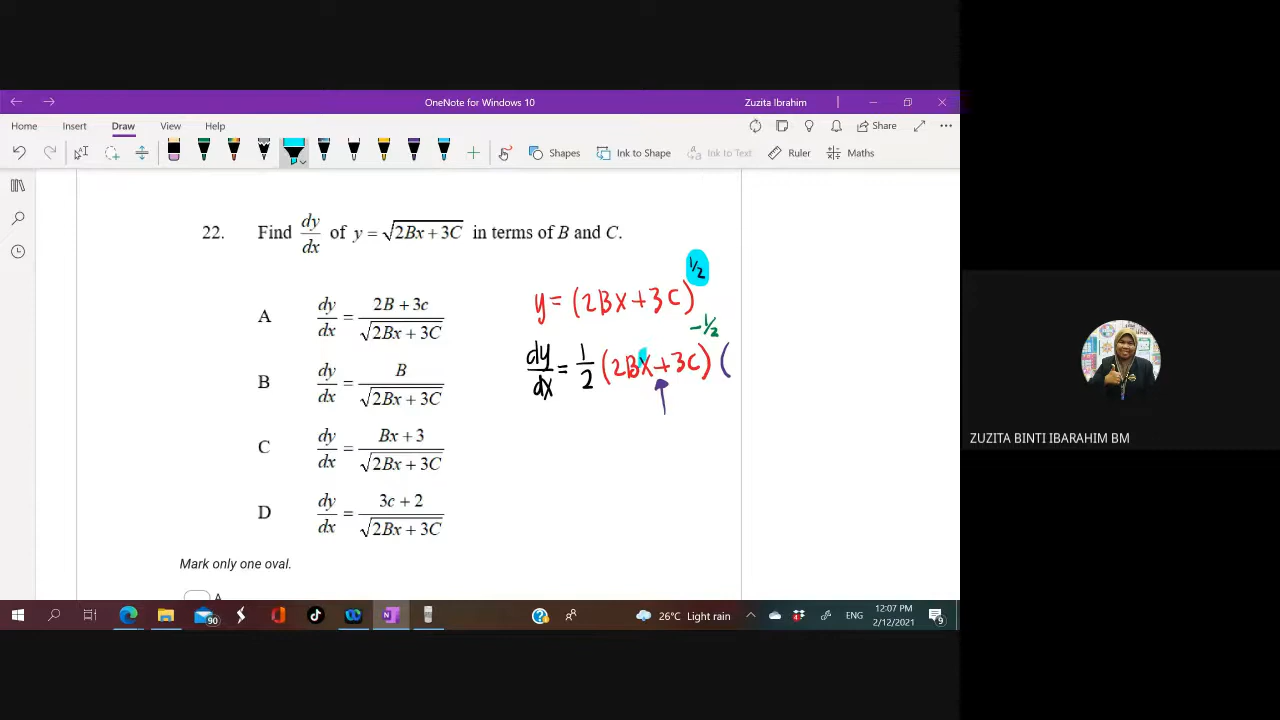 OneNote for Windows 10
Zuzita Ibrahim
Home Insert Draw View Help
Share
Shapes Ink to Shape Ink to Text Ruler Maths
22. Find dy/dx of y = √(2Bx + 3C) in terms of B and C.
y = (2Bx + 3C)^1/2
A dy/dx = (2B + 3c)/√(2Bx + 3C)
dy/dx = 1/2 (2Bx + 3C)^-1/2 (
B dy/dx = B/√(2Bx + 3C)
C dy/dx = (Bx + 3)/√(2Bx + 3C)
D dy/dx = (3c + 2)/√(2Bx + 3C)
Mark only one oval.
A
ZUZITA BINTI IBARAHIM BM
90
26°C Light rain
4
ENG
12:07 PM
2/12/2021
9